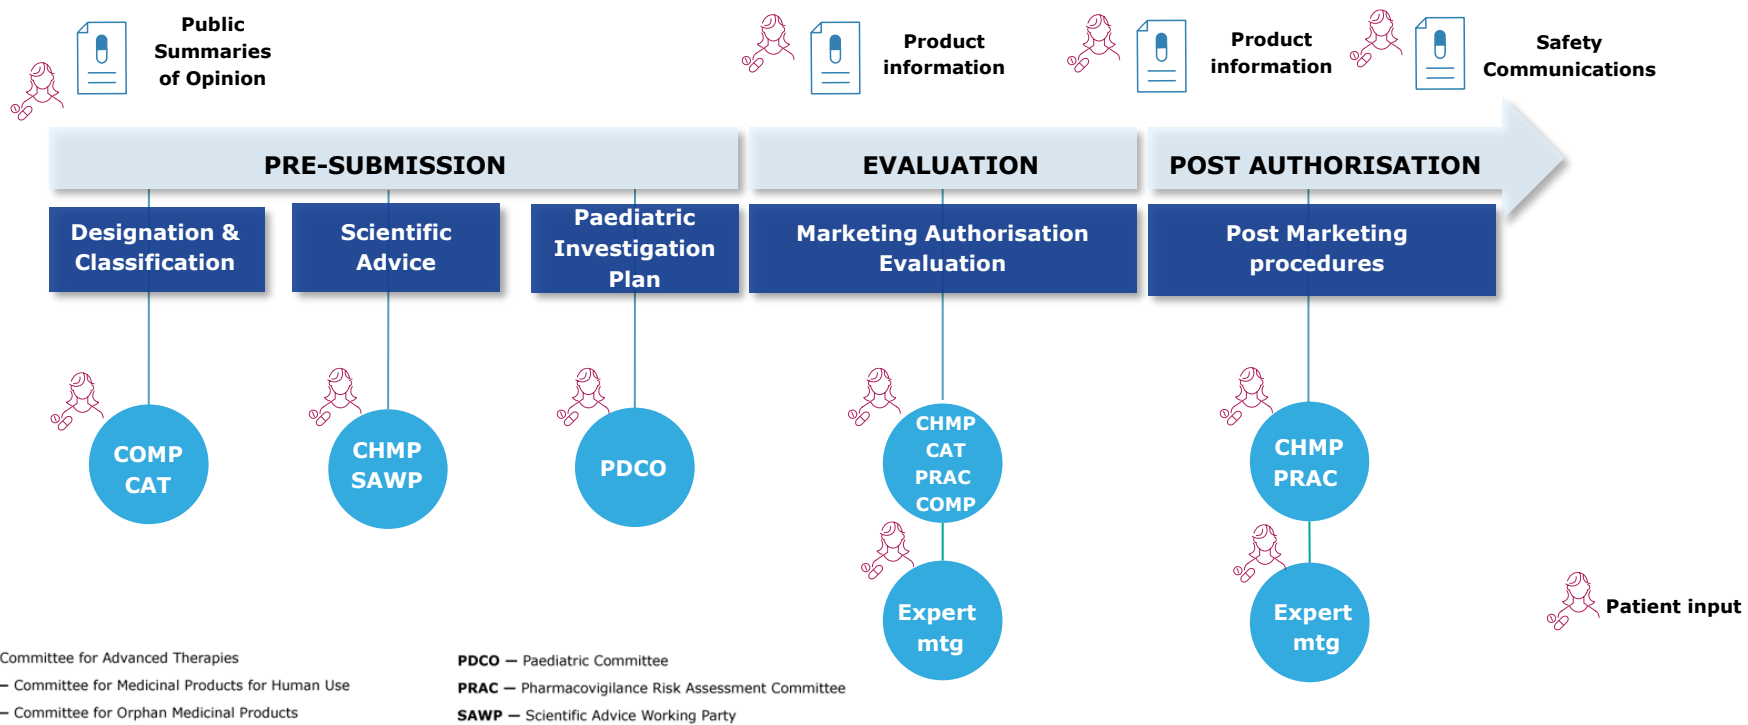 Public
Summaries
of Opinion
Product
information
Product
information
Safety
Communications
PRE-SUBMISSION
EVALUATION
POST AUTHORISATION
Designation &
Classification
Scientific
Advice
Paediatric
Investigation
Plan
Marketing Authorisation
Evaluation
Post Marketing
procedures
COMP
CAT
CHMP
SAWP
PDCO
CHMP
CAT
PRAC
COMP
CHMP
PRAC
Expert
mtg
Expert
mtg
Patient input
Committee for Advanced Therapies
– Committee for Medicinal Products for Human Use
– Committee for Orphan Medicinal Products
PDCO — Paediatric Committee
PRAC — Pharmacovigilance Risk Assessment Committee
SAWP — Scientific Advice Working Party